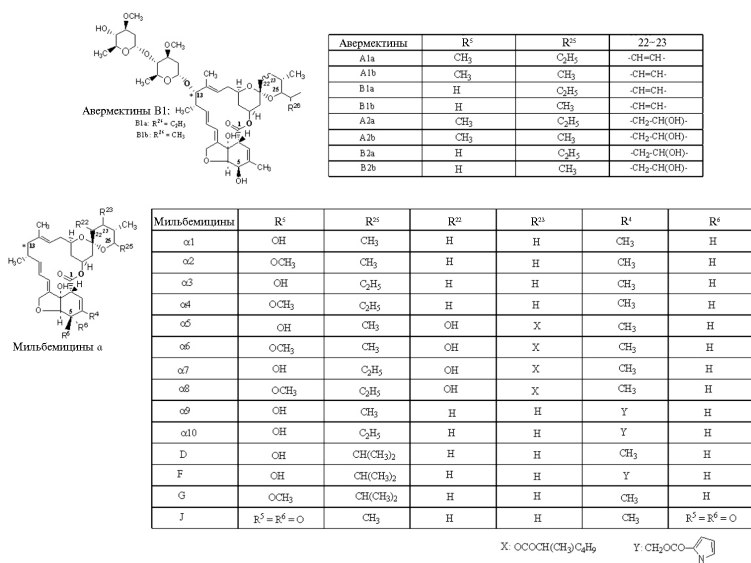 Авермектины R⁵ R²⁵ 22~23
A1a CH₃ C₂H₅ -CH=CH-
A1b CH₃ CH₃ -CH=CH-
B1a H C₂H₅ -CH=CH-
B1b H CH₃ -CH=CH-
A2a CH₃ C₂H₅ -CH₂-CH(OH)-
A2b CH₃ CH₃ -CH₂-CH(OH)-
B2a H C₂H₅ -CH₂-CH(OH)-
B2b H CH₃ -CH₂-CH(OH)-
OCH₃
HO
H₃C
O
OCH₃
H₃C
O
O
CH₃
22 23
CH₃
25
R²⁶
13
H₃C
1
OH
H
CH₃
5
OH
Авермектины B1:
B1b: R²⁶ = CH₃
Мильбемицины R⁵ R²⁵ R²² R²³ R⁴ R⁶
α1 OH CH₃ H H CH₃ H
α2 OCH₃ CH₃ H H CH₃ H
α3 OH C₂H₅ H H CH₃ H
α4 OCH₃ C₂H₅ H H CH₃ H
α5 OH CH₃ OH X CH₃ H
α6 OCH₃ CH₃ OH X CH₃ H
α7 OH C₂H₅ OH X CH₃ H
α8 OCH₃ C₂H₅ OH X CH₃ H
α9 OH CH₃ H H Y H
α10 OH C₂H₅ H H Y H
D OH CH(CH₃)₂ H H CH₃ H
F OH CH(CH₃)₂ H H Y H
G OCH₃ CH(CH₃)₂ H H CH₃ H
J R⁵ = R⁶ = O CH₃ H H CH₃ R⁵ = R⁶ = O
R²³
R²²
CH₃
22 23
25
R²⁵
CH₃
13
H₃C
1
O
OH
H
R⁴
5
R⁶
Мильбемицины α
X: OCOCH(CH₃)C₄H₉ Y: CH₂OCO
N
H